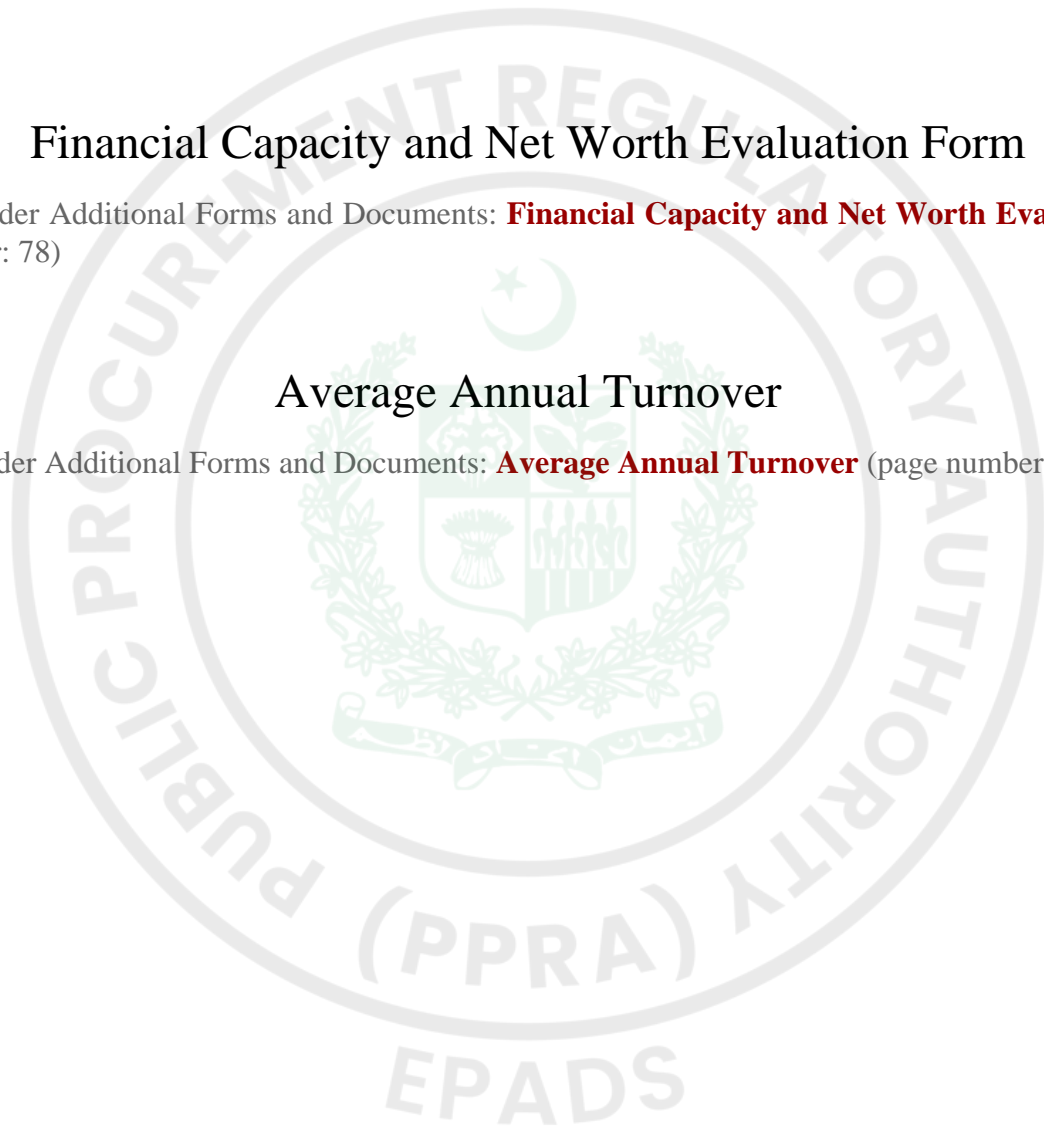 Financial Capacity and Net Worth Evaluation Form
der Additional Forms and Documents: Financial Capacity and Net Worth Eva
: 78)
Average Annual Turnover
der Additional Forms and Documents: Average Annual Turnover (page number
PUBLIC PROCUREMENT REGULATORY AUTHORITY
(PPRA)
EPADS